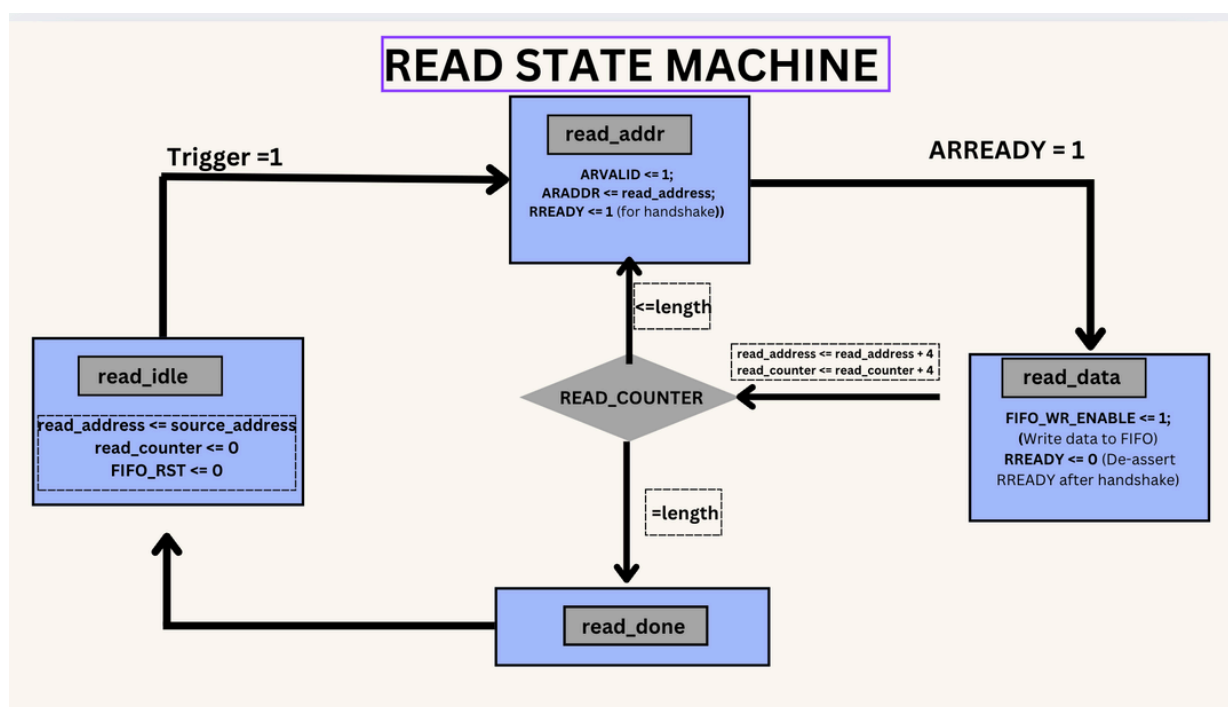 READ STATE MACHINE
read_addr
ARVALID <= 1;
ARADDR <= read_address;
RREADY <= 1 (for handshake))
Trigger =1
ARREADY = 1
<=length
read_idle
read_address <= source_address
read_counter <= 0
FIFO_RST <= 0
READ_COUNTER
read_address <= read_address + 4
read_counter <= read_counter + 4
read_data
FIFO_WR_ENABLE <= 1;
(Write data to FIFO)
RREADY <= 0 (De-assert
RREADY after handshake)
=length
read_done